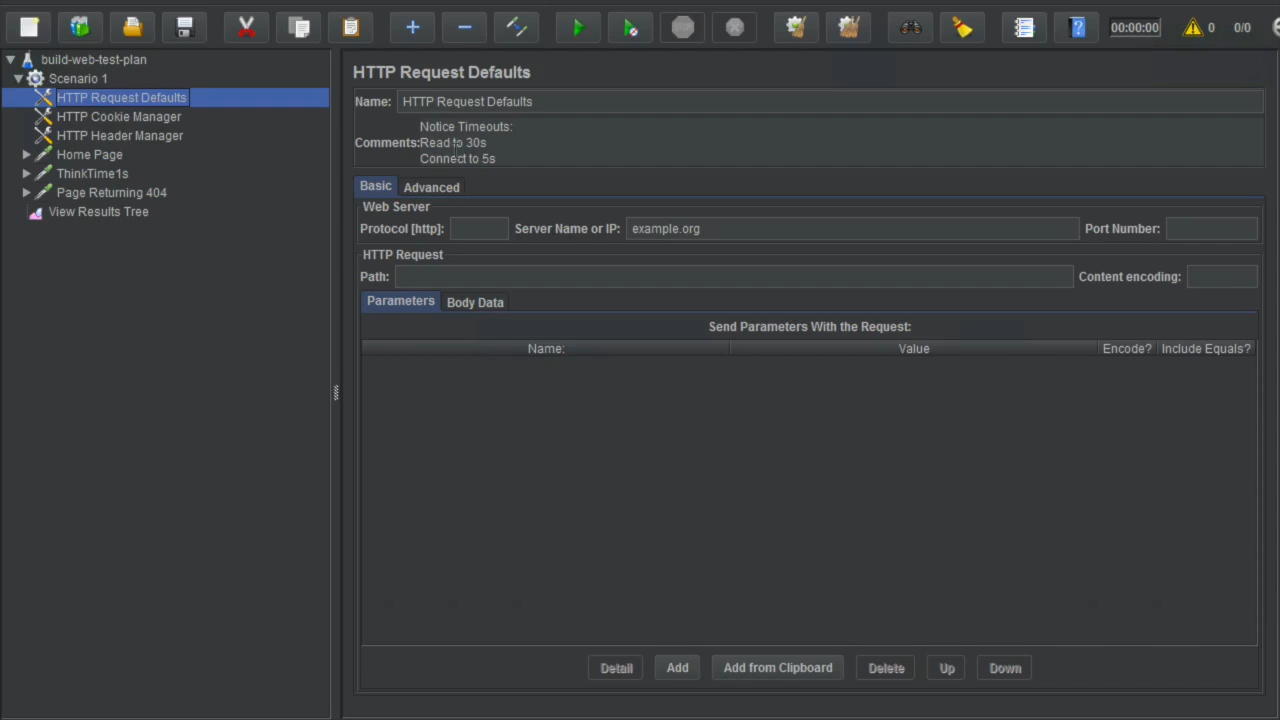 00:00:00
0
0/0
build-web-test-plan
Scenario 1
HTTP Request Defaults
HTTP Cookie Manager
HTTP Header Manager
Home Page
ThinkTime1s
Page Returning 404
View Results Tree
HTTP Request Defaults
Name: HTTP Request Defaults
Comments:
Notice Timeouts:
Read to 30s
Connect to 5s
Basic Advanced
Web Server
Protocol [http]: Server Name or IP: example.org Port Number:
HTTP Request
Path: Content encoding:
Parameters Body Data
Send Parameters With the Request:
Name: Value Encode? Include Equals?
Detail Add Add from Clipboard Delete Up Down